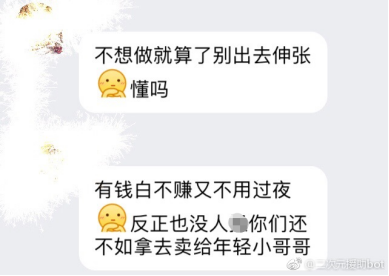 不想做就算了别出去伸张
懂吗
有钱白不赚又不用过夜
反正也没人你们还
不如拿去卖给年轻小哥哥